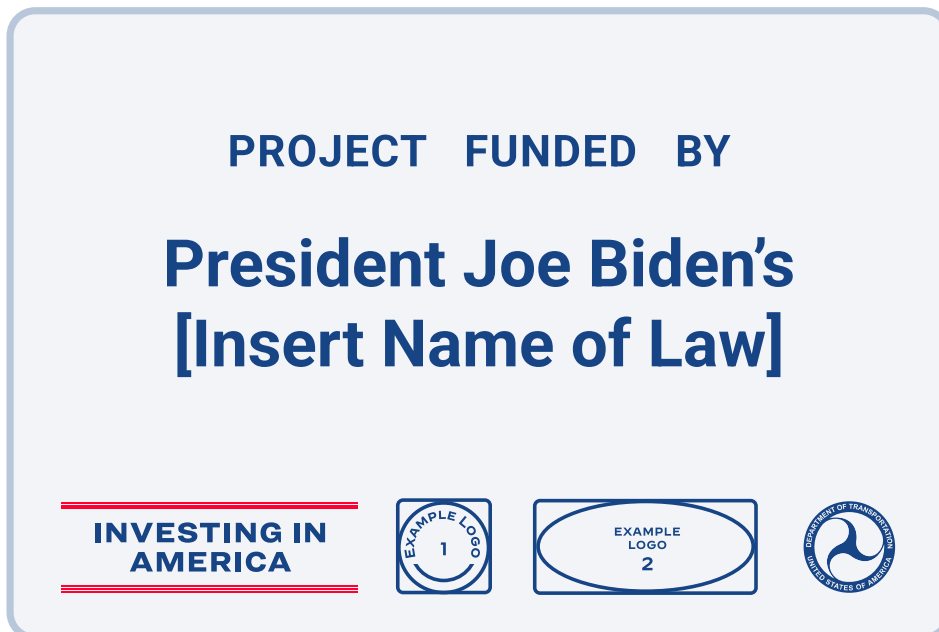 PROJECT FUNDED BY
President Joe Biden’s
[Insert Name of Law]
INVESTING IN
AMERICA
EXAMPLE LOGO
1
EXAMPLE
LOGO
2
DEPARTMENT OF TRANSPORTATION
UNITED STATES OF AMERICA